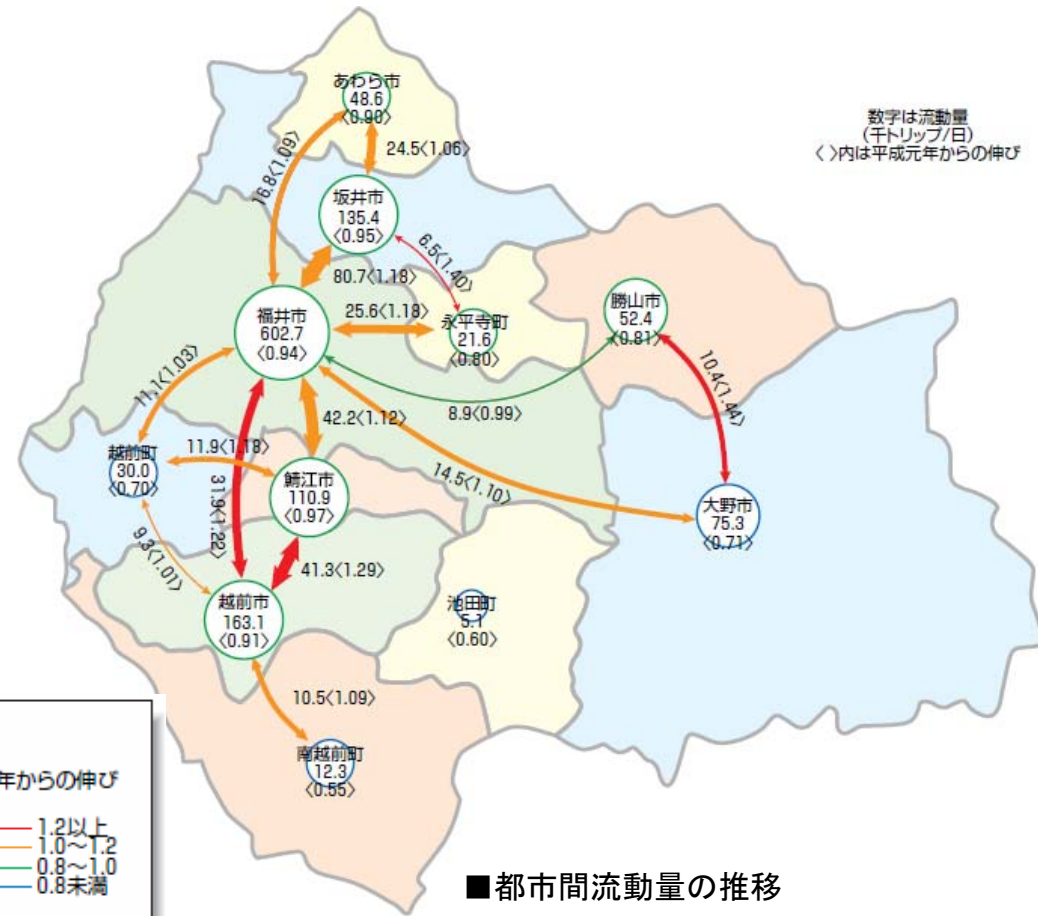 あわら市
48.6
〈0.90〉
数字は流動量
(千トリップ/日)
〈 〉内は平成元年からの伸び
24.5〈1.06〉
16.8〈1.09〉
坂井市
135.4
〈0.95〉
6.5〈1.40〉
80.7〈1.18〉
勝山市
52.4
〈0.81〉
福井市
602.7
〈0.94〉
25.6〈1.18〉
永平寺町
21.6
〈0.80〉
10.4〈1.44〉
11.1〈1.03〉
8.9〈0.99〉
42.2〈1.12〉
11.9〈1.18〉
越前町
30.0
〈0.70〉
14.5〈1.10〉
鯖江市
110.9
〈0.97〉
31.9〈1.22〉
大野市
75.3
〈0.71〉
9.3〈1.01〉
41.3〈1.29〉
越前市
163.1
〈0.91〉
池田町
5.1
〈0.60〉
10.5〈1.09〉
南越前町
12.3
〈0.55〉
年からの伸び
1.2以上
1.0～1.2
0.8～1.0
0.8未満
■都市間流動量の推移